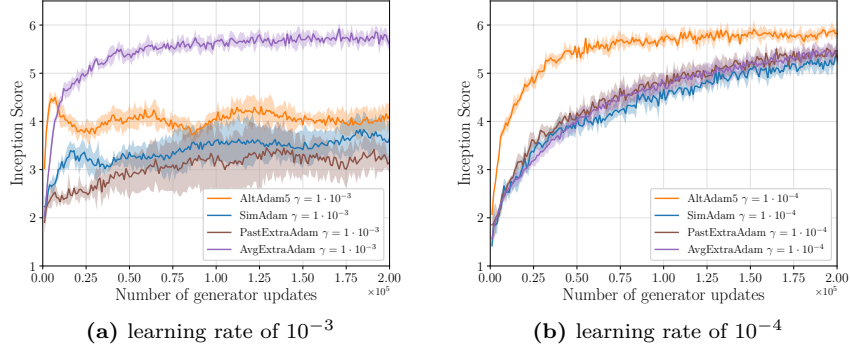 6
5
4
3
2
1
Inception Score
AltAdam5 γ = 1 · 10⁻³
SimAdam γ = 1 · 10⁻³
PastExtraAdam γ = 1 · 10⁻³
AvgExtraAdam γ = 1 · 10⁻³
0.00 0.25 0.50 0.75 1.00 1.25 1.50 1.75 2.00
×10⁵
Number of generator updates
(a) learning rate of 10⁻³
6
5
4
3
2
1
Inception Score
AltAdam5 γ = 1 · 10⁻⁴
SimAdam γ = 1 · 10⁻⁴
PastExtraAdam γ = 1 · 10⁻⁴
AvgExtraAdam γ = 1 · 10⁻⁴
0.00 0.25 0.50 0.75 1.00 1.25 1.50 1.75 2.00
×10⁵
Number of generator updates
(b) learning rate of 10⁻⁴